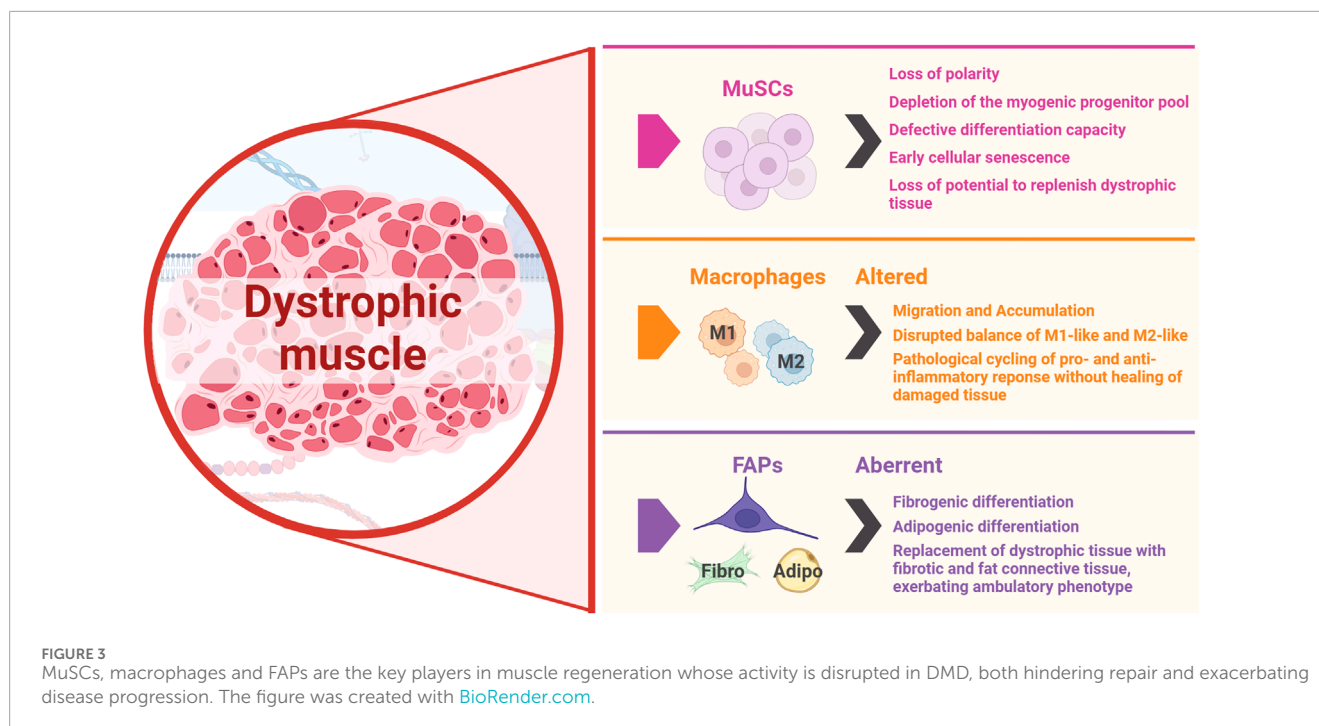 Dystrophic
muscle
MuSCs
Loss of polarity
Depletion of the myogenic progenitor pool
Defective differentiation capacity
Early cellular senescence
Loss of potential to replenish dystrophic
tissue
Macrophages
M1
M2
Altered
Migration and Accumulation
Disrupted balance of M1-like and M2-like
Pathological cycling of pro- and anti-
inflammatory reponse without healing of
damaged tissue
FAPs
Fibro
Adipo
Aberrent
Fibrogenic differentiation
Adipogenic differentiation
Replacement of dystrophic tissue with
fibrotic and fat connective tissue,
exerbating ambulatory phenotype
FIGURE 3
MuSCs, macrophages and FAPs are the key players in muscle regeneration whose activity is disrupted in DMD, both hindering repair and exacerbating
disease progression. The figure was created with BioRender.com.